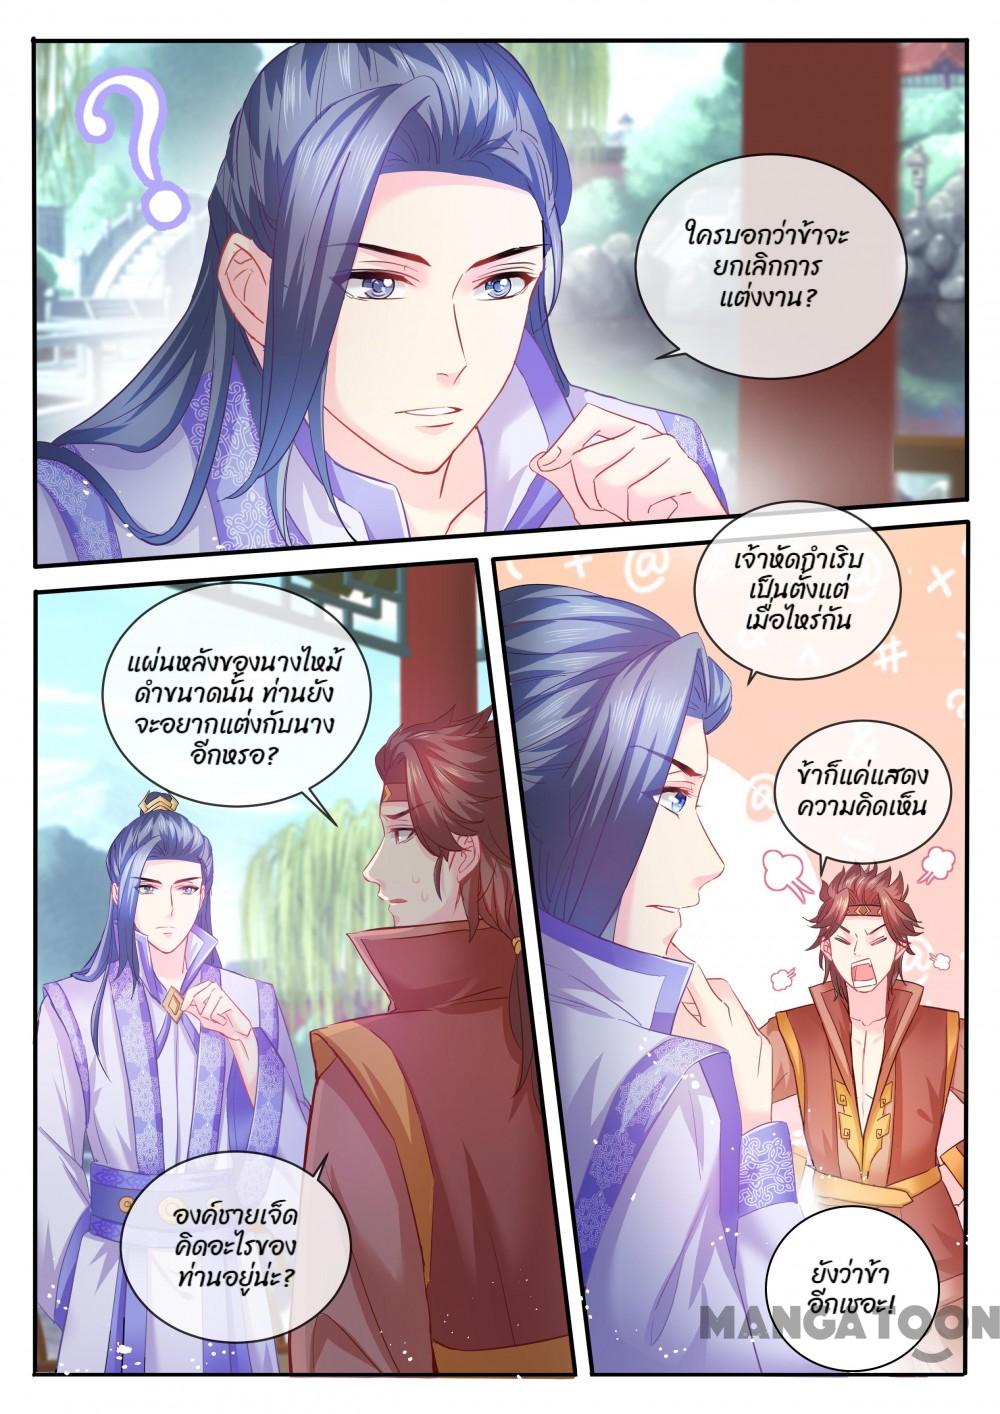 ?
ใครบอกว่าข้าจะ
ยกเลิกการ
แต่งงาน?
แผ่นหลังของนางไหม้
ดำขนาดนั้น ท่านยัง
จะอยากแต่งกับนาง
อีกหรอ?
องค์ชายเจ็ด
คิดอะไรของ
ท่านอยู่น่ะ?
เจ้าหัดกำเริบ
เป็นตั้งแต่
เมื่อไหร่กัน
ข้าก็แค่แสดง
ความคิดเห็น
ยังว่าข้า
อีกเชอะ!
MANGATOON